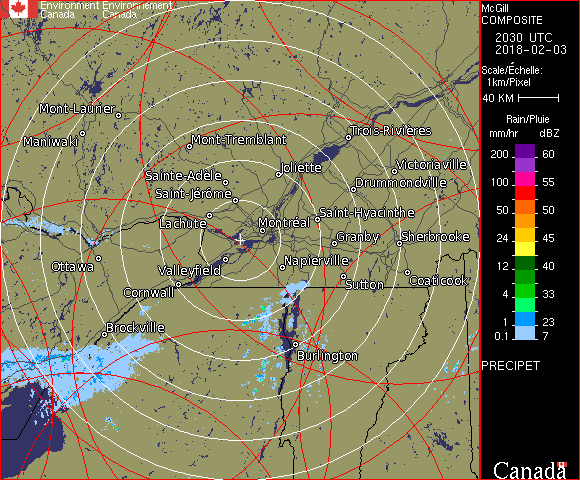 Environment Environnement
Canada Canada
McGill
COMPOSITE
2030 UTC
2018-02-03
Scale/Échelle:
1km/Pixel
40 KM
Rain/Pluie
mm/hr dBZ
200 60
55
100 55
50 50
24 45
12 40
4 33
1 23
0.1 7
PRECIPET
Canada
Mont-Laurier
Maniwaki
Mont-Tremblant
Trois-Rivières
Sainte-Adèle
Joliette
Victoriaville
Saint-Jérôme
Drummondville
Lachute
Montréal
Saint-Hyacinthe
Granby
Sherbrooke
Ottawa
Valleyfield
Napierville
Cornwall
Sutton
Coaticook
Brockville
Burlington